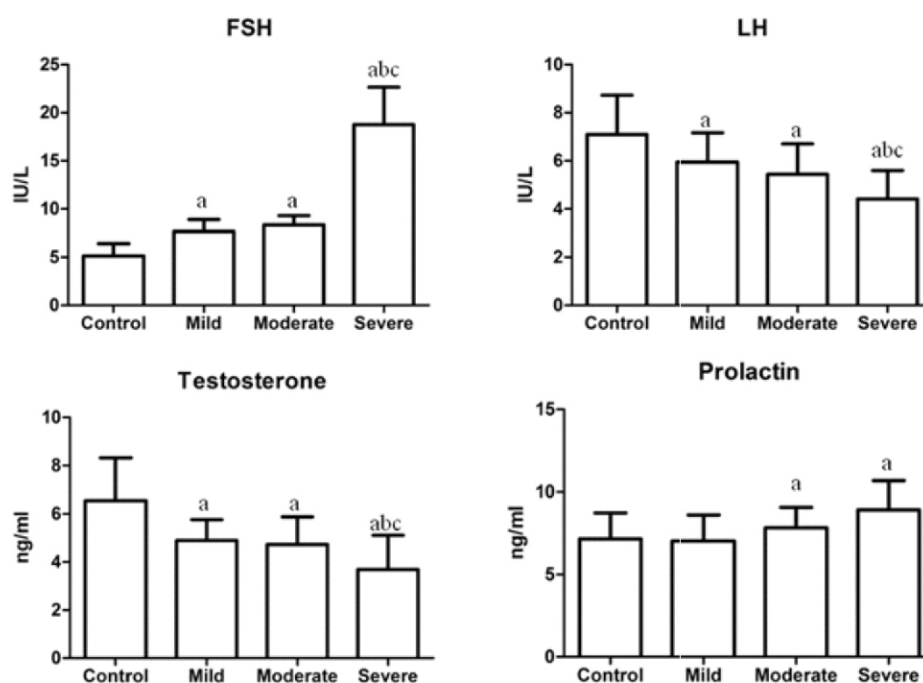 FSH
25
20
15
10
5
0
IU/L
a
a
abc
Control Mild Moderate Severe
LH
10
8
6
4
2
0
IU/L
a
a
abc
Control Mild Moderate Severe
Testosterone
10
8
6
4
2
0
ng/ml
a
a
abc
Control Mild Moderate Severe
Prolactin
15
10
5
0
ng/ml
a
a
Control Mild Moderate Severe